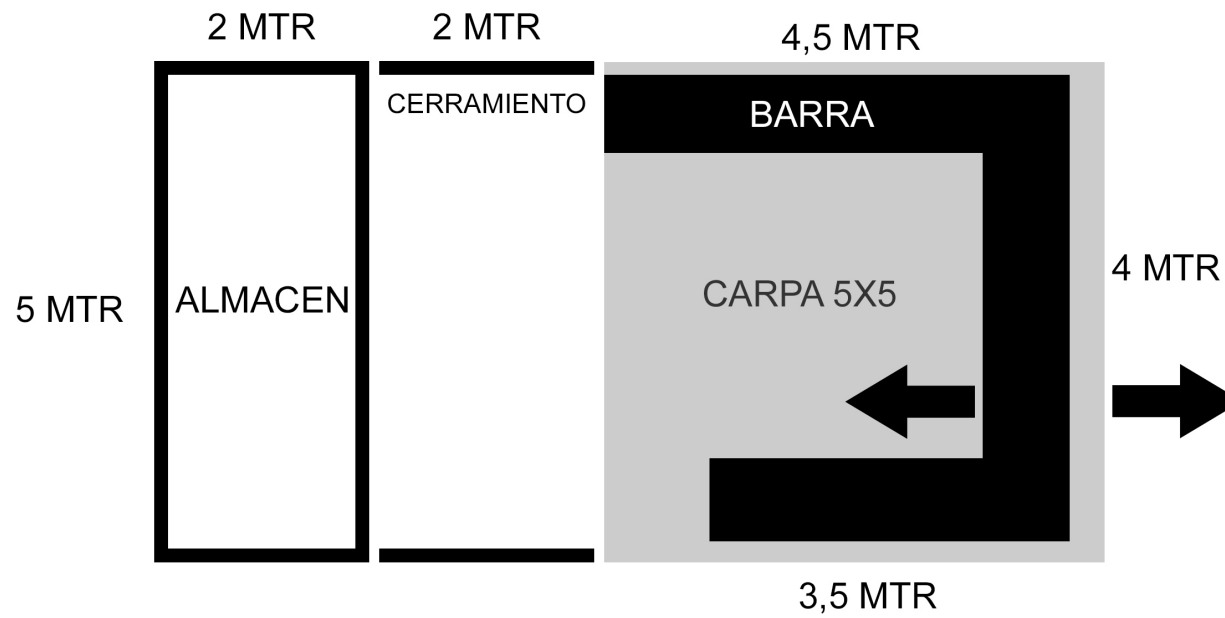 2 MTR
2 MTR
4,5 MTR
CERRAMIENTO
BARRA
4 MTR
5 MTR
ALMACEN
CARPA 5X5
3,5 MTR